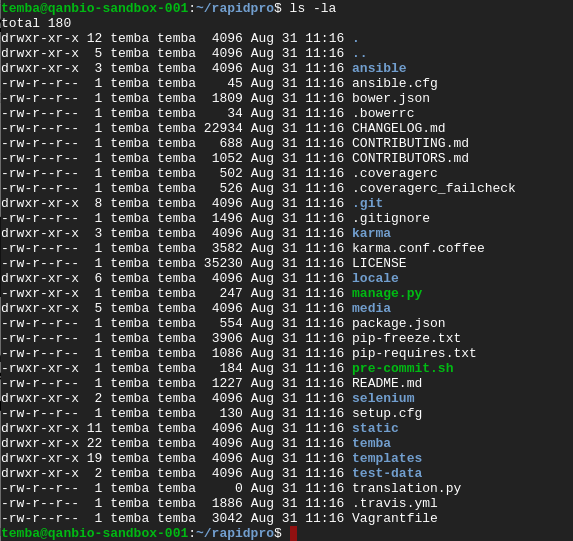 temba@qanbio-sandbox-001:~/rapidpro$ ls -la
total 180
drwxr-xr-x 12 temba temba  4096 Aug 31 11:16 .
drwxr-xr-x  5 temba temba  4096 Aug 31 11:16 ..
drwxr-xr-x  3 temba temba  4096 Aug 31 11:16 ansible
-rw-r--r--  1 temba temba    45 Aug 31 11:16 ansible.cfg
-rw-r--r--  1 temba temba  1809 Aug 31 11:16 bower.json
-rw-r--r--  1 temba temba    34 Aug 31 11:16 .bowerrc
-rw-r--r--  1 temba temba 22934 Aug 31 11:16 CHANGELOG.md
-rw-r--r--  1 temba temba   688 Aug 31 11:16 CONTRIBUTING.md
-rw-r--r--  1 temba temba  1052 Aug 31 11:16 CONTRIBUTORS.md
-rw-r--r--  1 temba temba   502 Aug 31 11:16 .coveragerc
-rw-r--r--  1 temba temba   526 Aug 31 11:16 .coveragerc_failcheck
drwxr-xr-x  8 temba temba  4096 Aug 31 11:16 .git
-rw-r--r--  1 temba temba  1496 Aug 31 11:16 .gitignore
drwxr-xr-x  3 temba temba  4096 Aug 31 11:16 karma
-rw-r--r--  1 temba temba  3582 Aug 31 11:16 karma.conf.coffee
-rw-r--r--  1 temba temba 35230 Aug 31 11:16 LICENSE
drwxr-xr-x  6 temba temba  4096 Aug 31 11:16 locale
-rwxr-xr-x  1 temba temba   247 Aug 31 11:16 manage.py
drwxr-xr-x  5 temba temba  4096 Aug 31 11:16 media
-rw-r--r--  1 temba temba   554 Aug 31 11:16 package.json
-rw-r--r--  1 temba temba  3906 Aug 31 11:16 pip-freeze.txt
-rw-r--r--  1 temba temba  1086 Aug 31 11:16 pip-requires.txt
-rwxr-xr-x  1 temba temba   184 Aug 31 11:16 pre-commit.sh
-rw-r--r--  1 temba temba  1227 Aug 31 11:16 README.md
drwxr-xr-x  2 temba temba  4096 Aug 31 11:16 selenium
-rw-r--r--  1 temba temba   130 Aug 31 11:16 setup.cfg
drwxr-xr-x 11 temba temba  4096 Aug 31 11:16 static
drwxr-xr-x 22 temba temba  4096 Aug 31 11:16 temba
drwxr-xr-x 19 temba temba  4096 Aug 31 11:16 templates
drwxr-xr-x  2 temba temba  4096 Aug 31 11:16 test-data
-rw-r--r--  1 temba temba     0 Aug 31 11:16 translation.py
-rw-r--r--  1 temba temba  1886 Aug 31 11:16 .travis.yml
-rw-r--r--  1 temba temba  3042 Aug 31 11:16 Vagrantfile
temba@qanbio-sandbox-001:~/rapidpro$